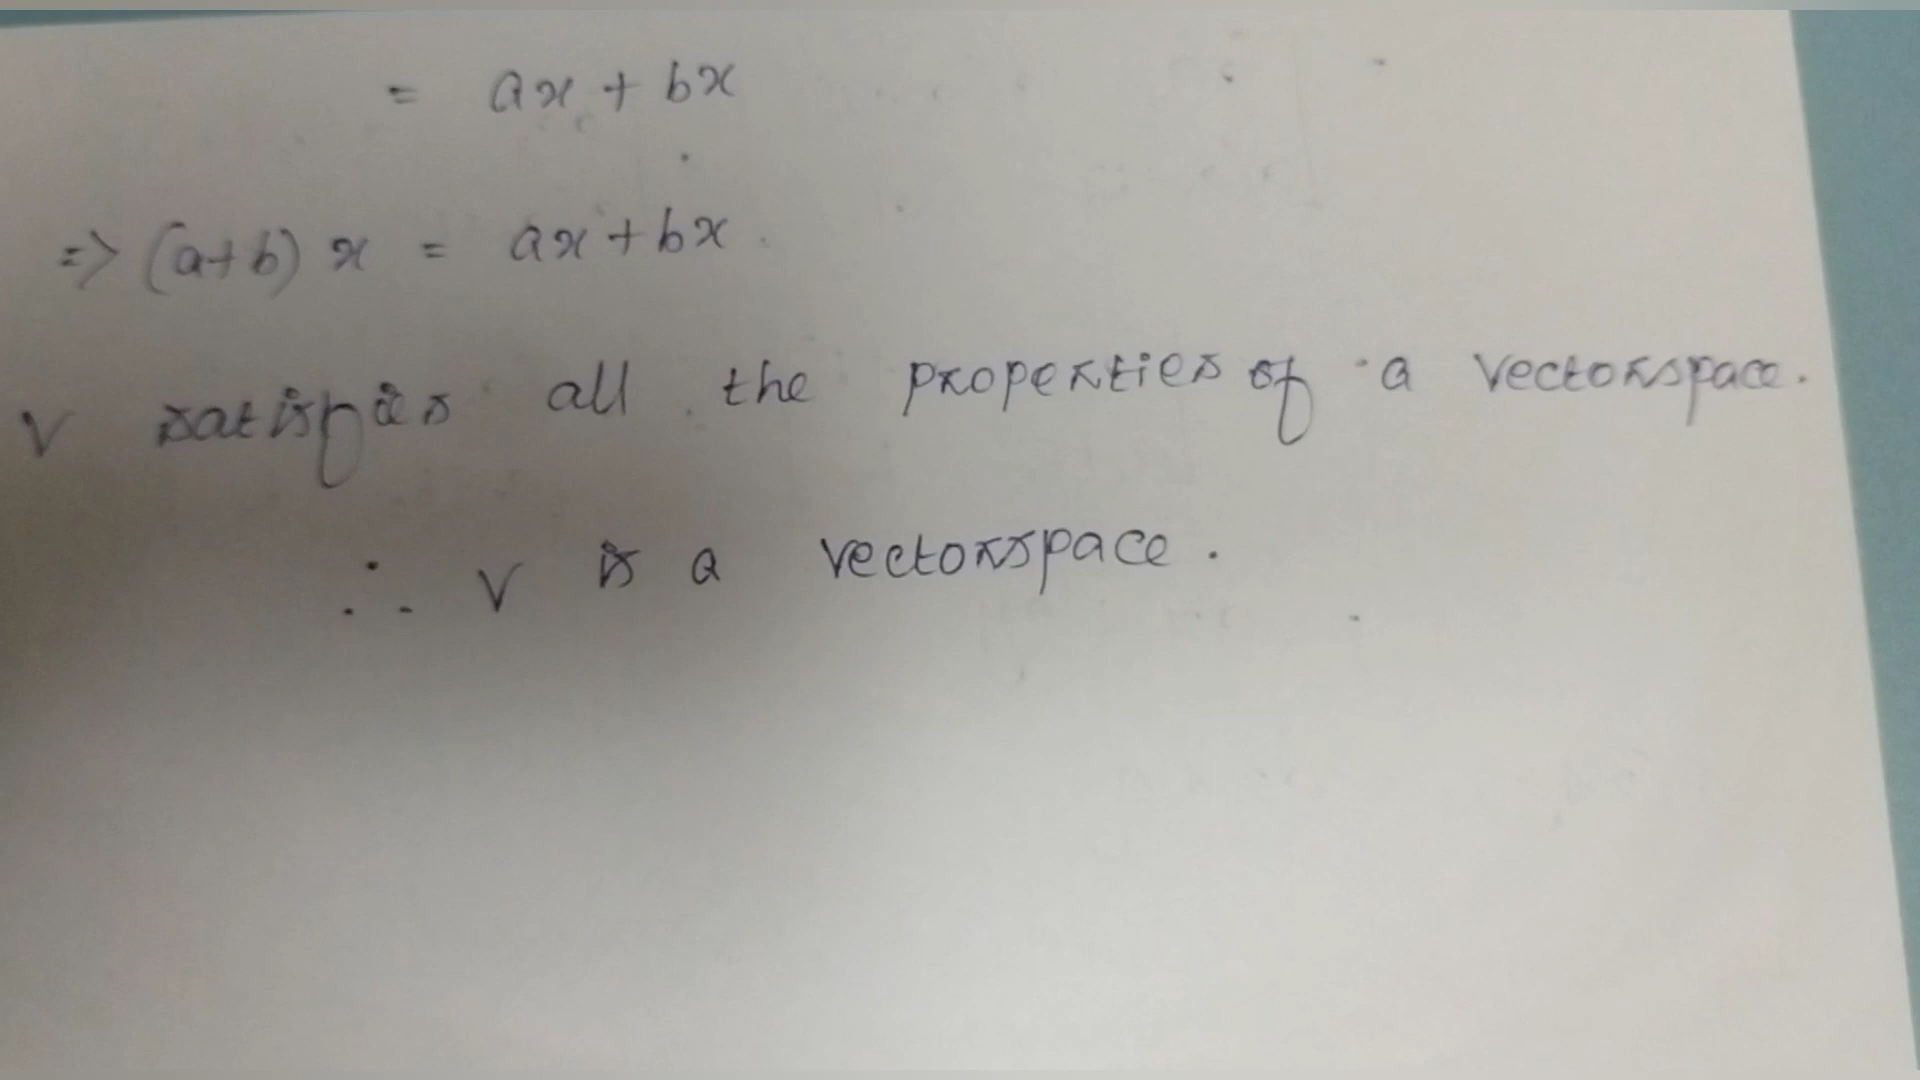 = ax + bx
=> (a+b) x = ax + bx.
V satisfies all the properties of a vectorspace.
∴ V is a vectorspace.